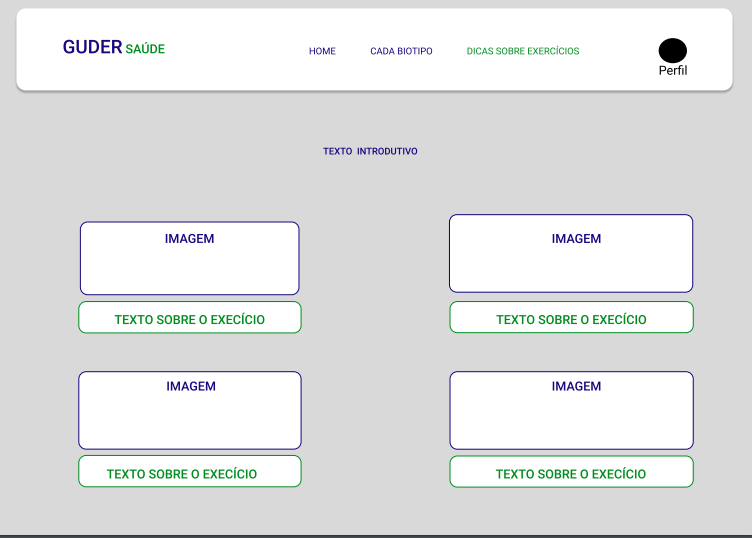 GUDER SAÚDE
HOME
CADA BIOTIPO
DICAS SOBRE EXERCÍCIOS
Perfil
TEXTO INTRODUTIVO
IMAGEM
IMAGEM
TEXTO SOBRE O EXECÍCIO
TEXTO SOBRE O EXECÍCIO
IMAGEM
IMAGEM
TEXTO SOBRE O EXECÍCIO
TEXTO SOBRE O EXECÍCIO